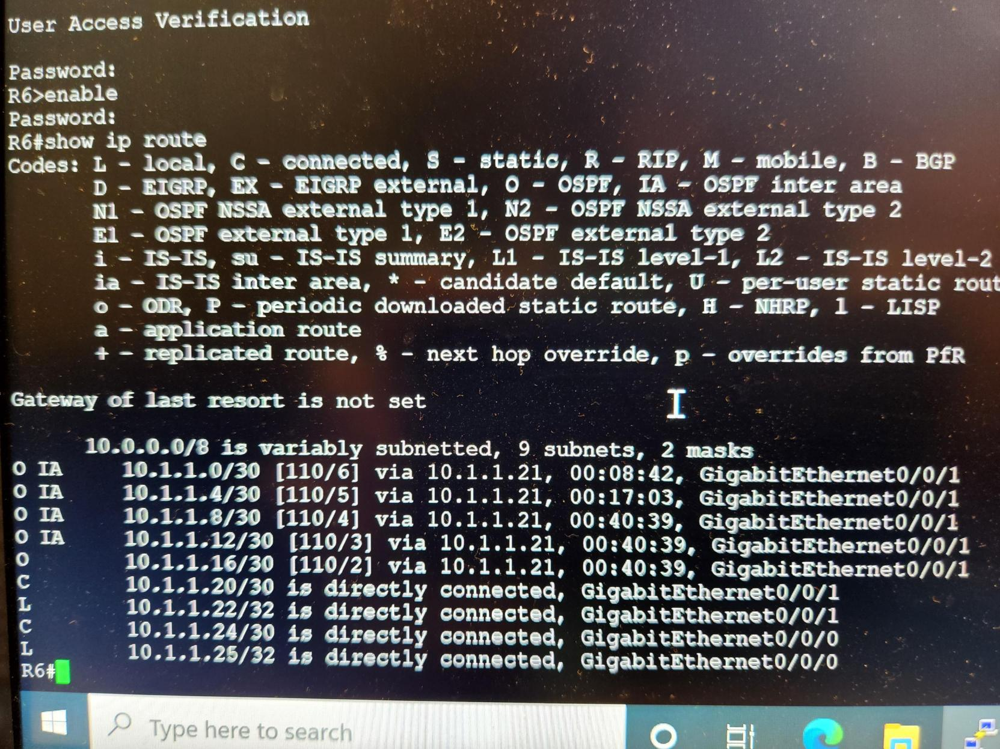 User Access Verification
Password:
R6>enable
Password:
R6#show ip route
Codes: L - local, C - connected, S - static, R - RIP, M - mobile, B - BGP
D - EIGRP, EX - EIGRP external, O - OSPF, IA - OSPF inter area
N1 - OSPF NSSA external type 1, N2 - OSPF NSSA external type 2
E1 - OSPF external type 1, E2 - OSPF external type 2
i - IS-IS, su - IS-IS summary, L1 - IS-IS level-1, L2 - IS-IS level-2
ia - IS-IS inter area, * - candidate default, U - per-user static rout
o - ODR, P - periodic downloaded static route, H - NHRP, l - LISP
a - application route
+ - replicated route, % - next hop override, p - overrides from PfR
Gateway of last resort is not set
10.0.0.0/8 is variably subnetted, 9 subnets, 2 masks
O IA 10.1.1.0/30 [110/6] via 10.1.1.21, 00:08:42, GigabitEthernet0/0/1
O IA 10.1.1.4/30 [110/5] via 10.1.1.21, 00:17:03, GigabitEthernet0/0/1
O IA 10.1.1.8/30 [110/4] via 10.1.1.21, 00:40:39, GigabitEthernet0/0/1
O IA 10.1.1.12/30 [110/3] via 10.1.1.21, 00:40:39, GigabitEthernet0/0/1
O 10.1.1.16/30 [110/2] via 10.1.1.21, 00:40:39, GigabitEthernet0/0/1
C 10.1.1.20/30 is directly connected, GigabitEthernet0/0/1
L 10.1.1.22/32 is directly connected, GigabitEthernet0/0/1
C 10.1.1.24/30 is directly connected, GigabitEthernet0/0/0
L 10.1.1.25/32 is directly connected, GigabitEthernet0/0/0
R6#
Type here to search